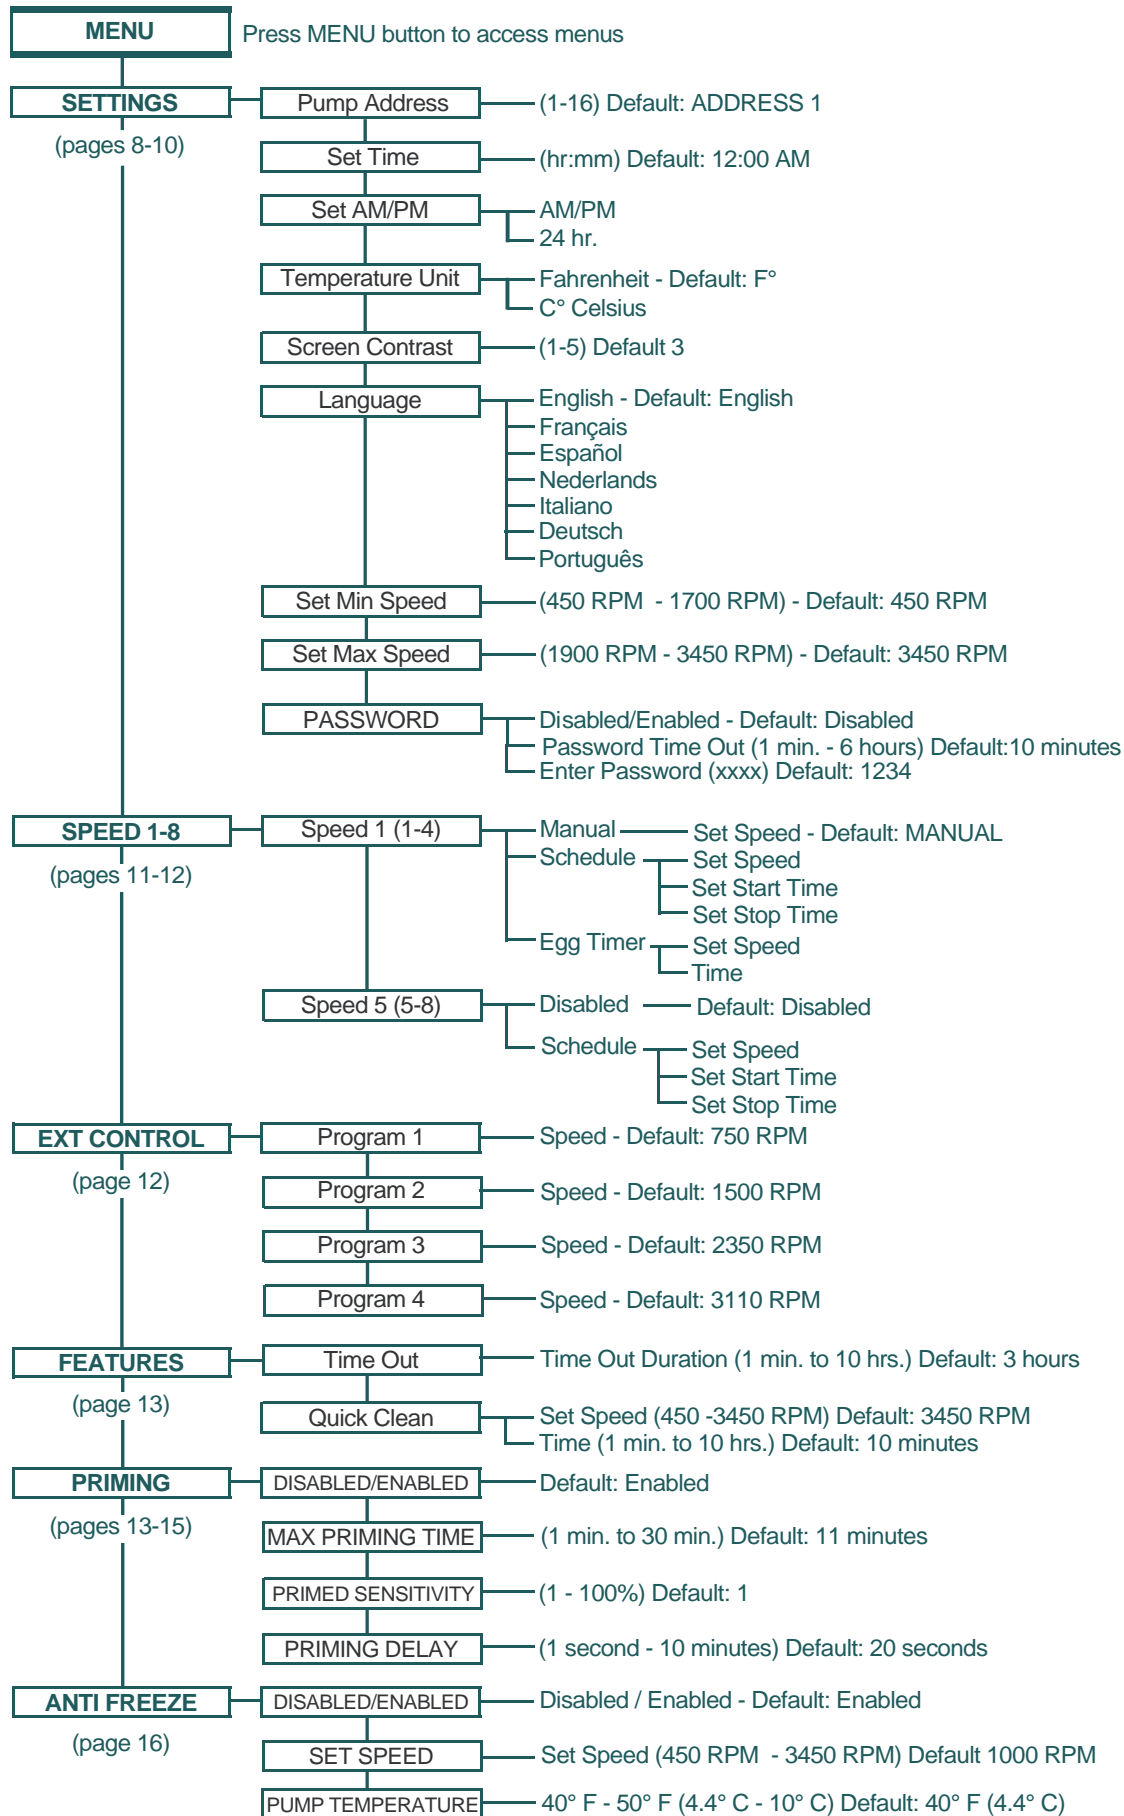 MENU
Press MENU button to access menus
SETTINGS
(pages 8-10)
Pump Address
(1-16) Default: ADDRESS 1
Set Time
(hr:mm) Default: 12:00 AM
Set AM/PM
AM/PM
24 hr.
Temperature Unit
Fahrenheit - Default: F°
C° Celsius
Screen Contrast
(1-5) Default 3
Language
English - Default: English
Français
Español
Nederlands
Italiano
Deutsch
Português
Set Min Speed
(450 RPM - 1700 RPM) - Default: 450 RPM
Set Max Speed
(1900 RPM - 3450 RPM) - Default: 3450 RPM
PASSWORD
Disabled/Enabled - Default: Disabled
Password Time Out (1 min. - 6 hours) Default:10 minutes
Enter Password (xxxx) Default: 1234
SPEED 1-8
(pages 11-12)
Speed 1 (1-4)
Manual
Set Speed - Default: MANUAL
Schedule
Set Speed
Set Start Time
Set Stop Time
Egg Timer
Set Speed
Time
Speed 5 (5-8)
Disabled
Default: Disabled
Schedule
Set Speed
Set Start Time
Set Stop Time
EXT CONTROL
(page 12)
Program 1
Speed - Default: 750 RPM
Program 2
Speed - Default: 1500 RPM
Program 3
Speed - Default: 2350 RPM
Program 4
Speed - Default: 3110 RPM
FEATURES
(page 13)
Time Out
Time Out Duration (1 min. to 10 hrs.) Default: 3 hours
Quick Clean
Set Speed (450 -3450 RPM) Default: 3450 RPM
Time (1 min. to 10 hrs.) Default: 10 minutes
PRIMING
(pages 13-15)
DISABLED/ENABLED
Default: Enabled
MAX PRIMING TIME
(1 min. to 30 min.) Default: 11 minutes
PRIMED SENSITIVITY
(1 - 100%) Default: 1
PRIMING DELAY
(1 second - 10 minutes) Default: 20 seconds
ANTI FREEZE
(page 16)
DISABLED/ENABLED
Disabled / Enabled - Default: Enabled
SET SPEED
Set Speed (450 RPM - 3450 RPM) Default 1000 RPM
PUMP TEMPERATURE
40° F - 50° F (4.4° C - 10° C) Default: 40° F (4.4° C)